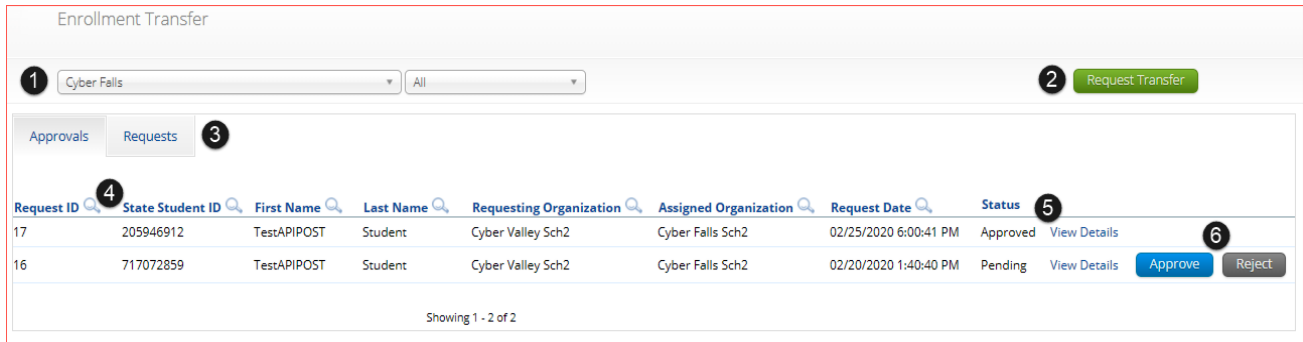 Enrollment Transfer
1 Cyber Falls All 2 Request Transfer
Approvals Requests 3
4
Request ID State Student ID First Name Last Name Requesting Organization Assigned Organization Request Date Status
5
17 205946912 TestAPIPOST Student Cyber Valley Sch2 Cyber Falls Sch2 02/25/2020 6:00:41 PM Approved View Details
6
16 717072859 TestAPIPOST Student Cyber Valley Sch2 Cyber Falls Sch2 02/20/2020 1:40:40 PM Pending View Details Approve Reject
Showing 1 - 2 of 2